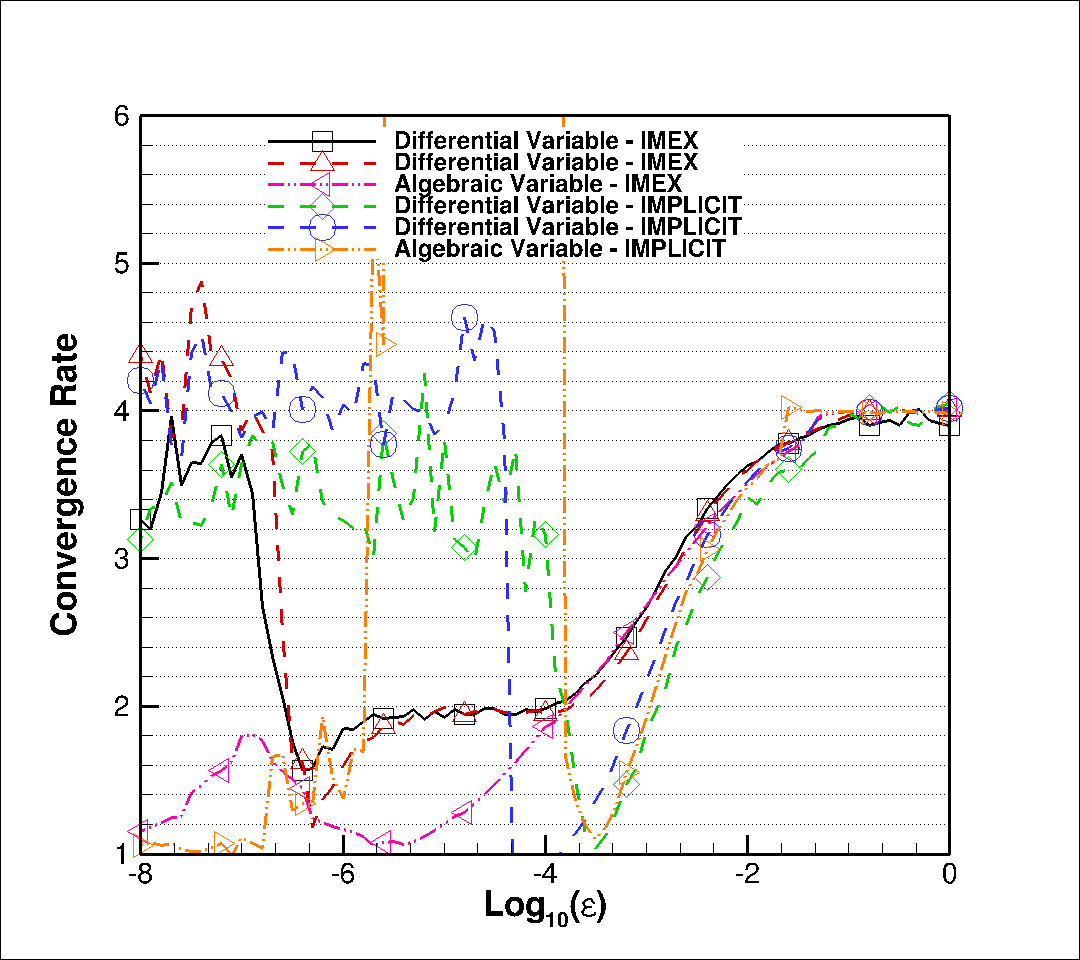 6
Differential Variable - IMEX
Differential Variable - IMEX
Algebraic Variable - IMEX
Differential Variable - IMPLICIT
Differential Variable - IMPLICIT
Algebraic Variable - IMPLICIT
5
4
3
2
1
Convergence Rate
-8 -6 -4 -2 0
Log10(ε)